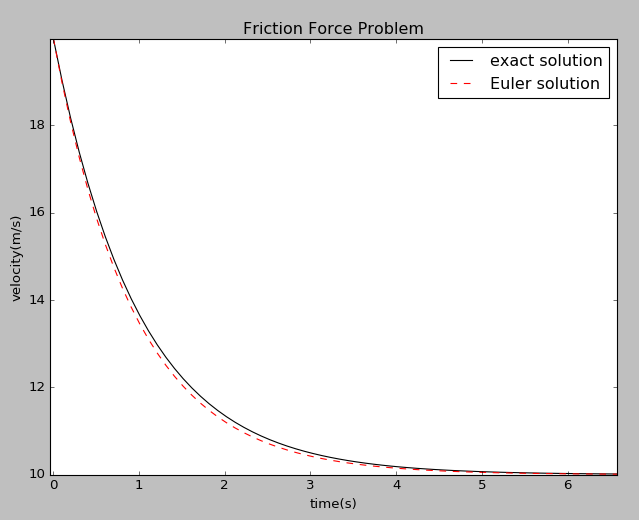 Friction Force Problem
exact solution
Euler solution
18
16
14
12
10
velocity(m/s)
0 1 2 3 4 5 6
time(s)